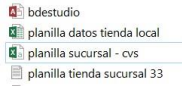 bdestudio
planilla datos tienda local
planilla sucursal - cvs
planilla tienda sucursal 33